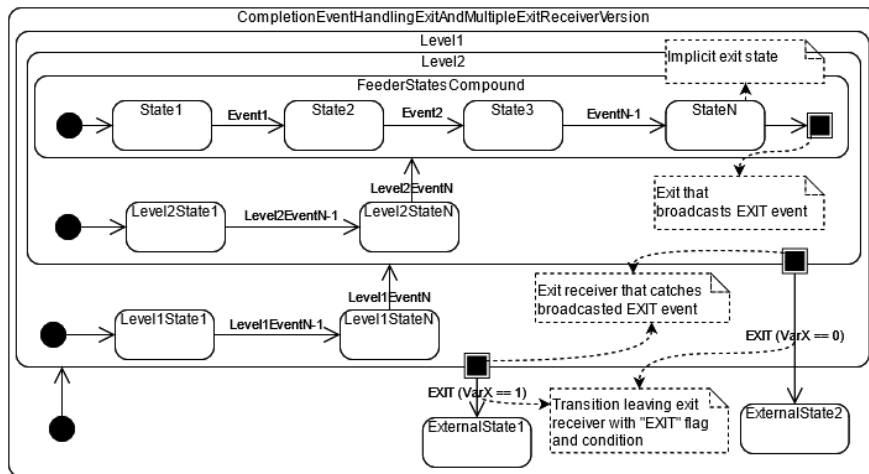 CompletionEventHandlingExitAndMultipleExitReceiverVersion
Level1
Level2
Implicit exit state
FeederStatesCompound
State1
Event1
State2
Event2
State3
EventN-1
StateN
Level2EventN
Exit that
broadcasts EXIT event
Level2State1
Level2EventN-1
Level2StateN
Level1EventN
Exit receiver that catches
broadcasted EXIT event
Level1State1
Level1EventN-1
Level1StateN
EXIT (VarX == 0)
EXIT (VarX == 1)
Transition leaving exit
receiver with "EXIT" flag
and condition
ExternalState1
ExternalState2